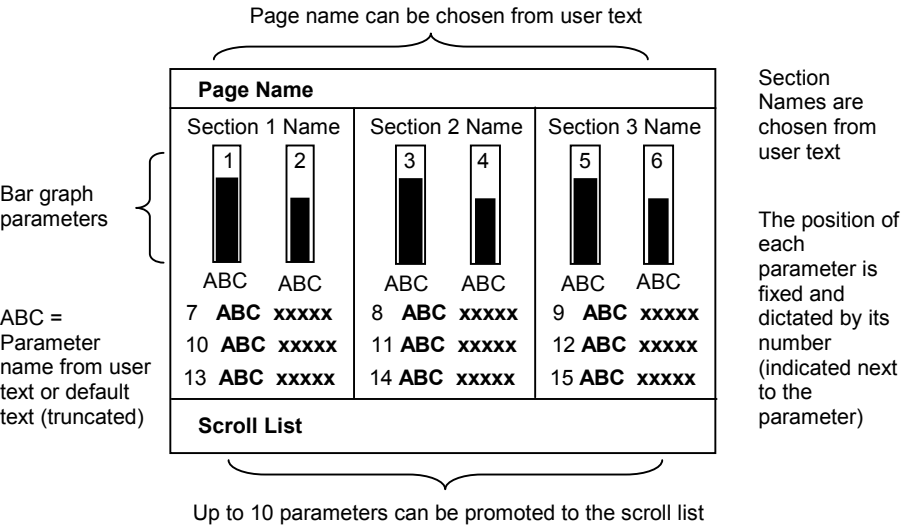 Page name can be chosen from user text
Page Name
Section 1 Name
Section 2 Name
Section 3 Name
1
2
3
4
5
6
ABC
ABC
ABC
ABC
ABC
ABC
7 ABC xxxxx
8 ABC xxxxx
9 ABC xxxxx
10 ABC xxxxx
11 ABC xxxxx
12 ABC xxxxx
13 ABC xxxxx
14 ABC xxxxx
15 ABC xxxxx
Scroll List
Up to 10 parameters can be promoted to the scroll list
Bar graph
parameters
ABC =
Parameter
name from user
text or default
text (truncated)
Section
Names are
chosen from
user text
The position of
each
parameter is
fixed and
dictated by its
number
(indicated next
to the
parameter)